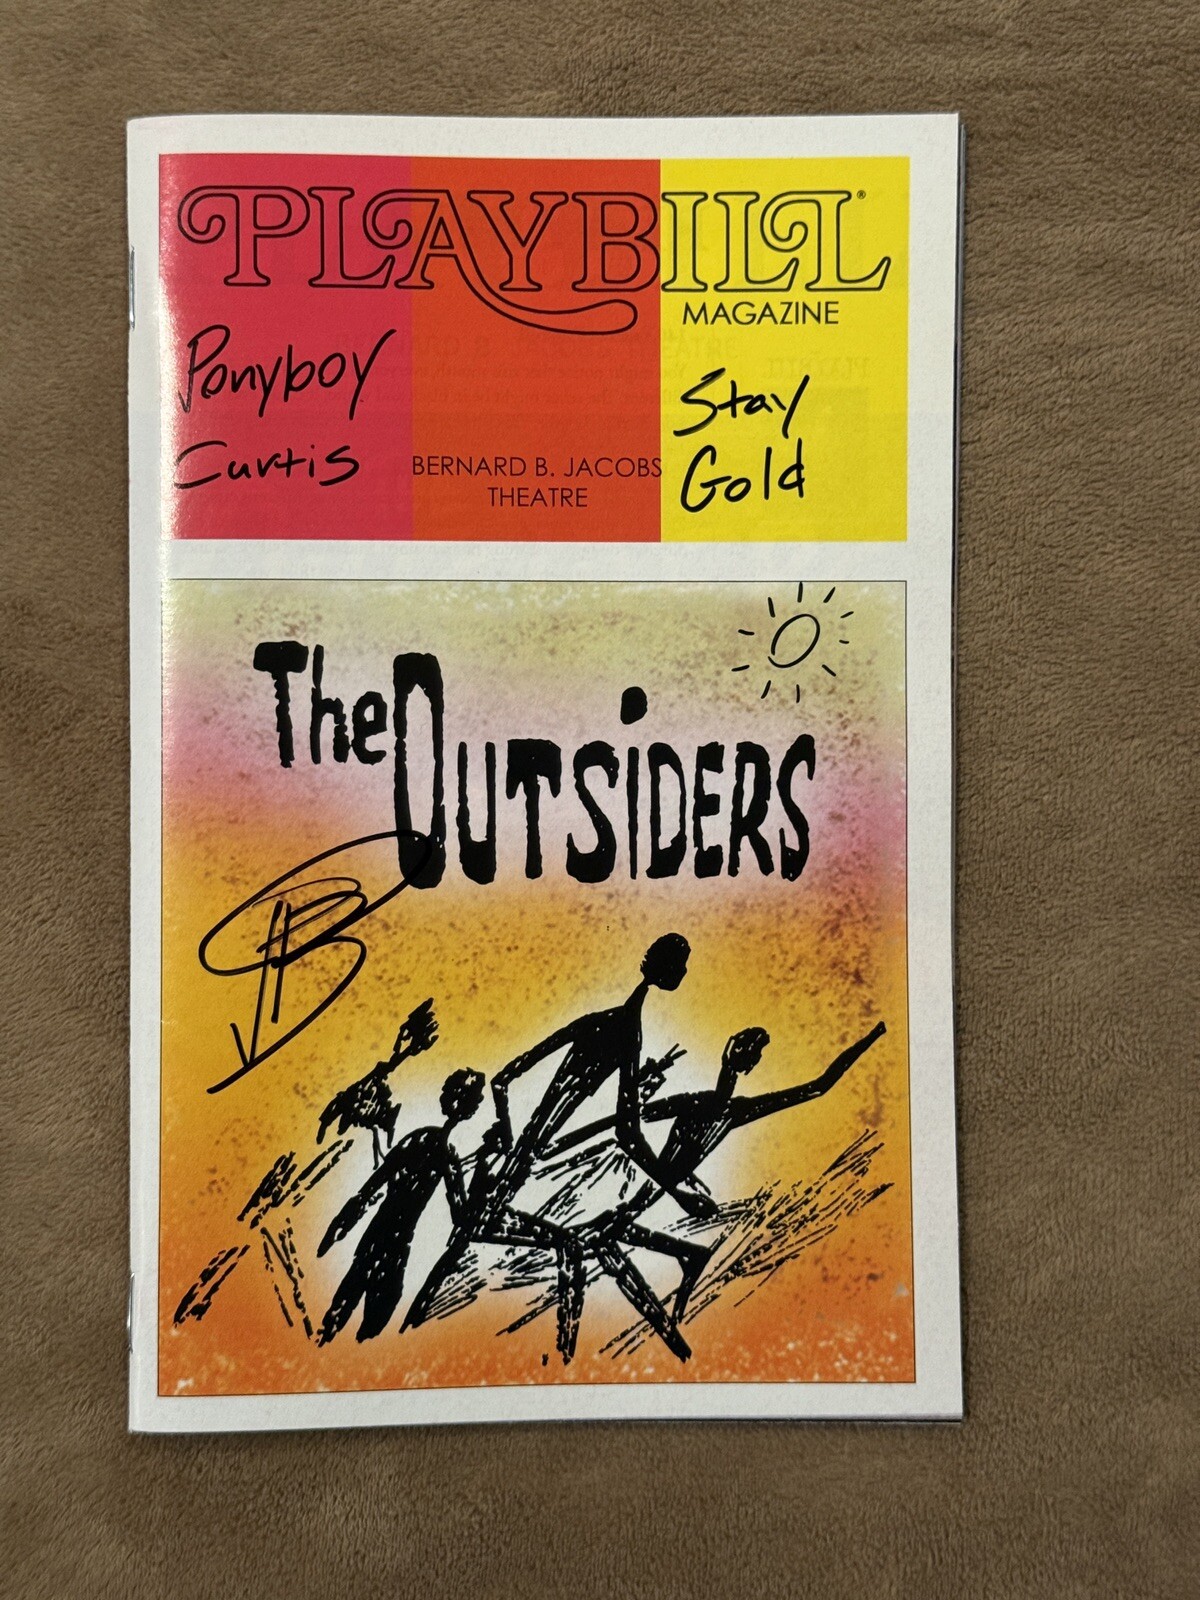 PLAYBILL®
MAGAZINE
Ponyboy
Curtis
Stay
Gold
BERNARD B. JACOBS
THEATRE
The OUTSiDERS